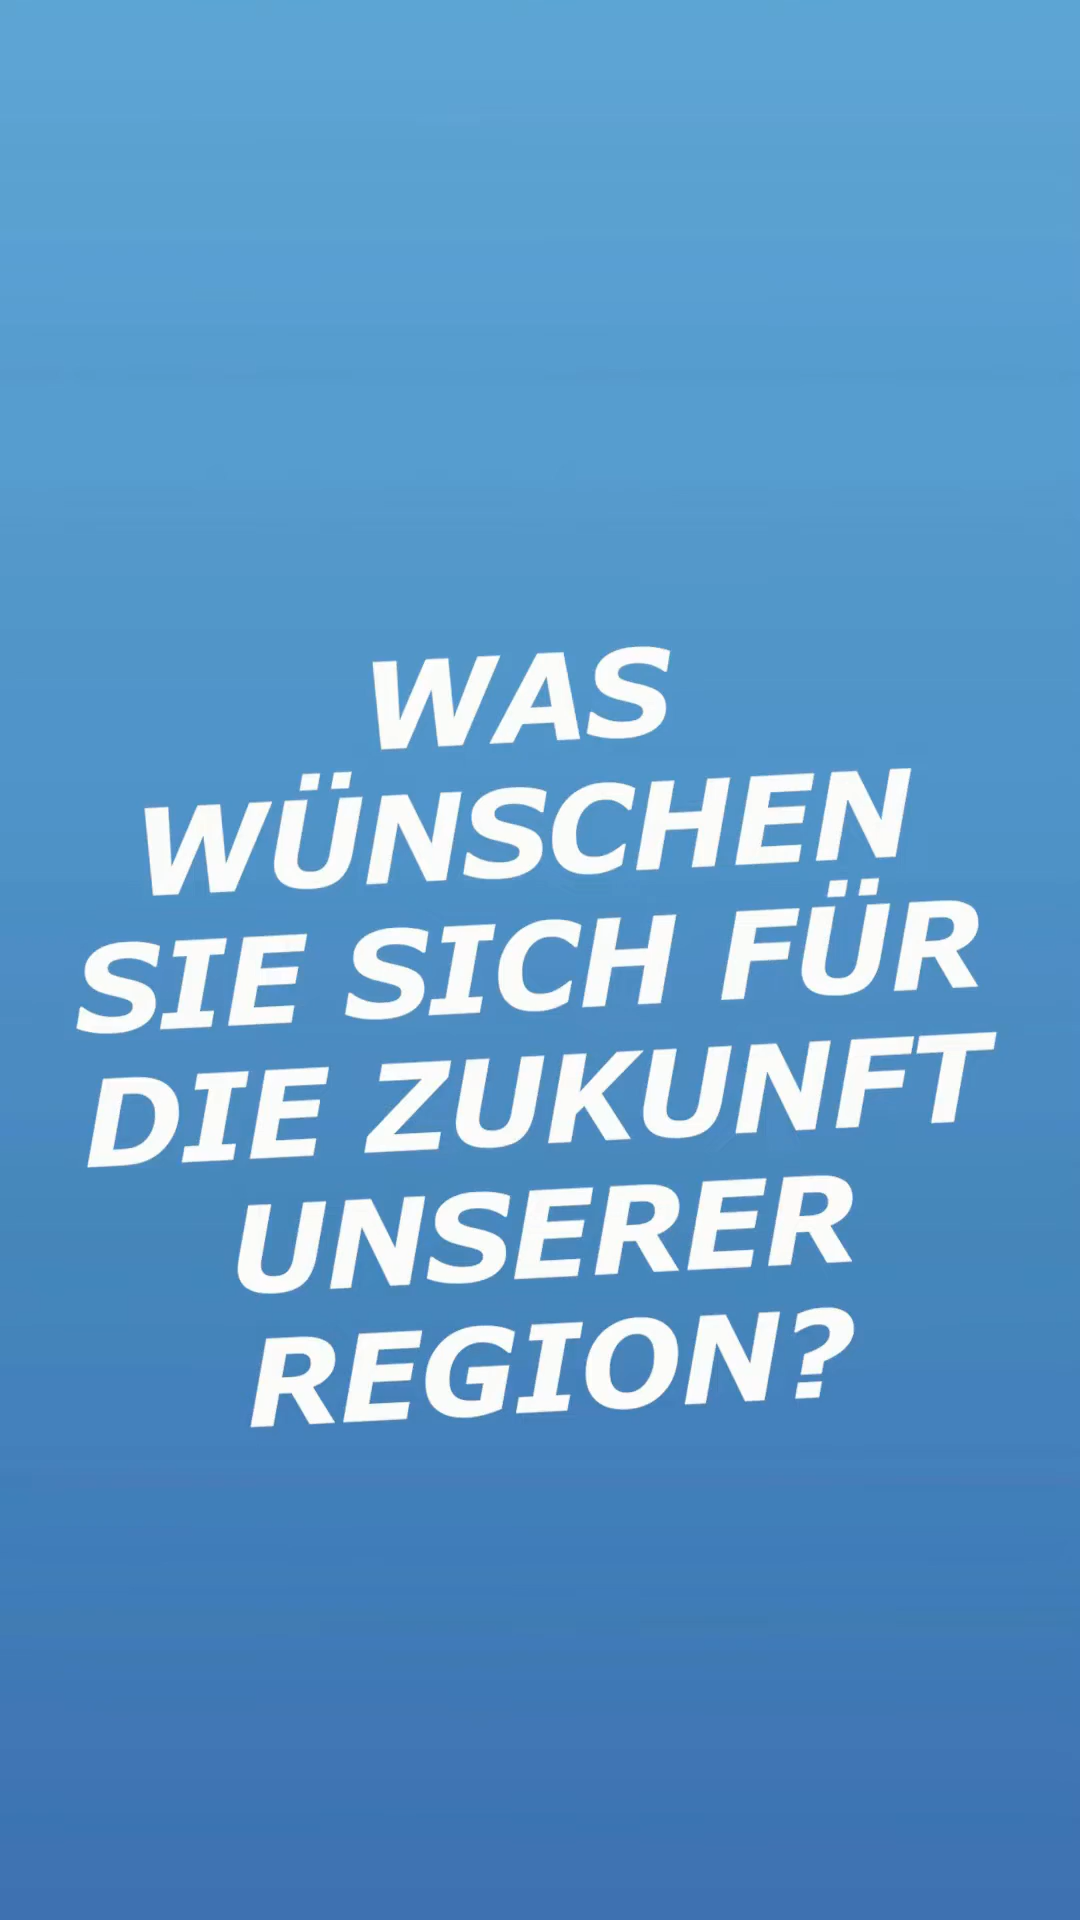 WAS
WÜNSCHEN
SIE SICH FÜR
DIE ZUKUNFT
UNSERER
REGION?